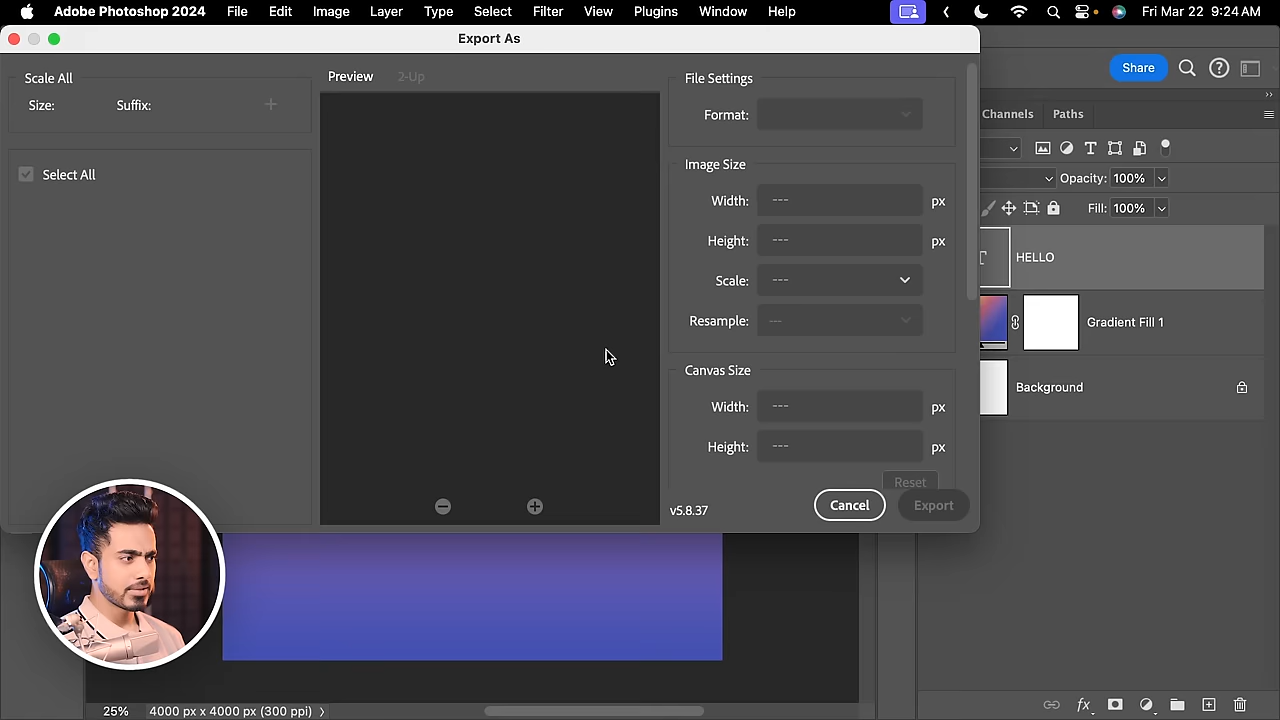 Adobe Photoshop 2024 File Edit Image Layer Type Select Filter View Plugins Window Help Fri Mar 22 9:24 AM
Export As
Share
Scale All
Size: Suffix:
Select All
Preview 2-Up
File Settings
Format:
Image Size
Width: --- px
Height: --- px
Scale: ---
Resample: ---
Canvas Size
Width: --- px
Height: --- px
Reset
v5.8.37 Cancel Export
Channels Paths
Opacity: 100%
Fill: 100%
T HELLO
Gradient Fill 1
Background
25% 4000 px x 4000 px (300 ppi)
fx